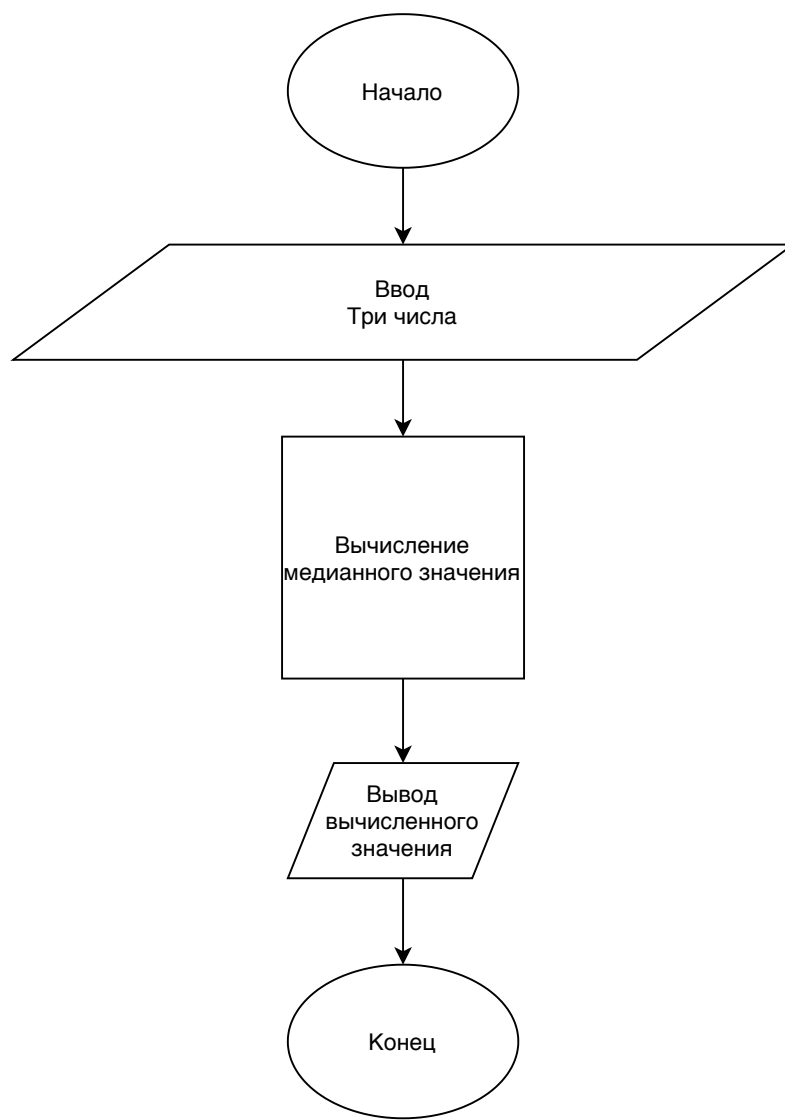 Начало
Ввод
Три числа
Вычисление
медианного значения
Вывод
вычисленного
значения
Конец